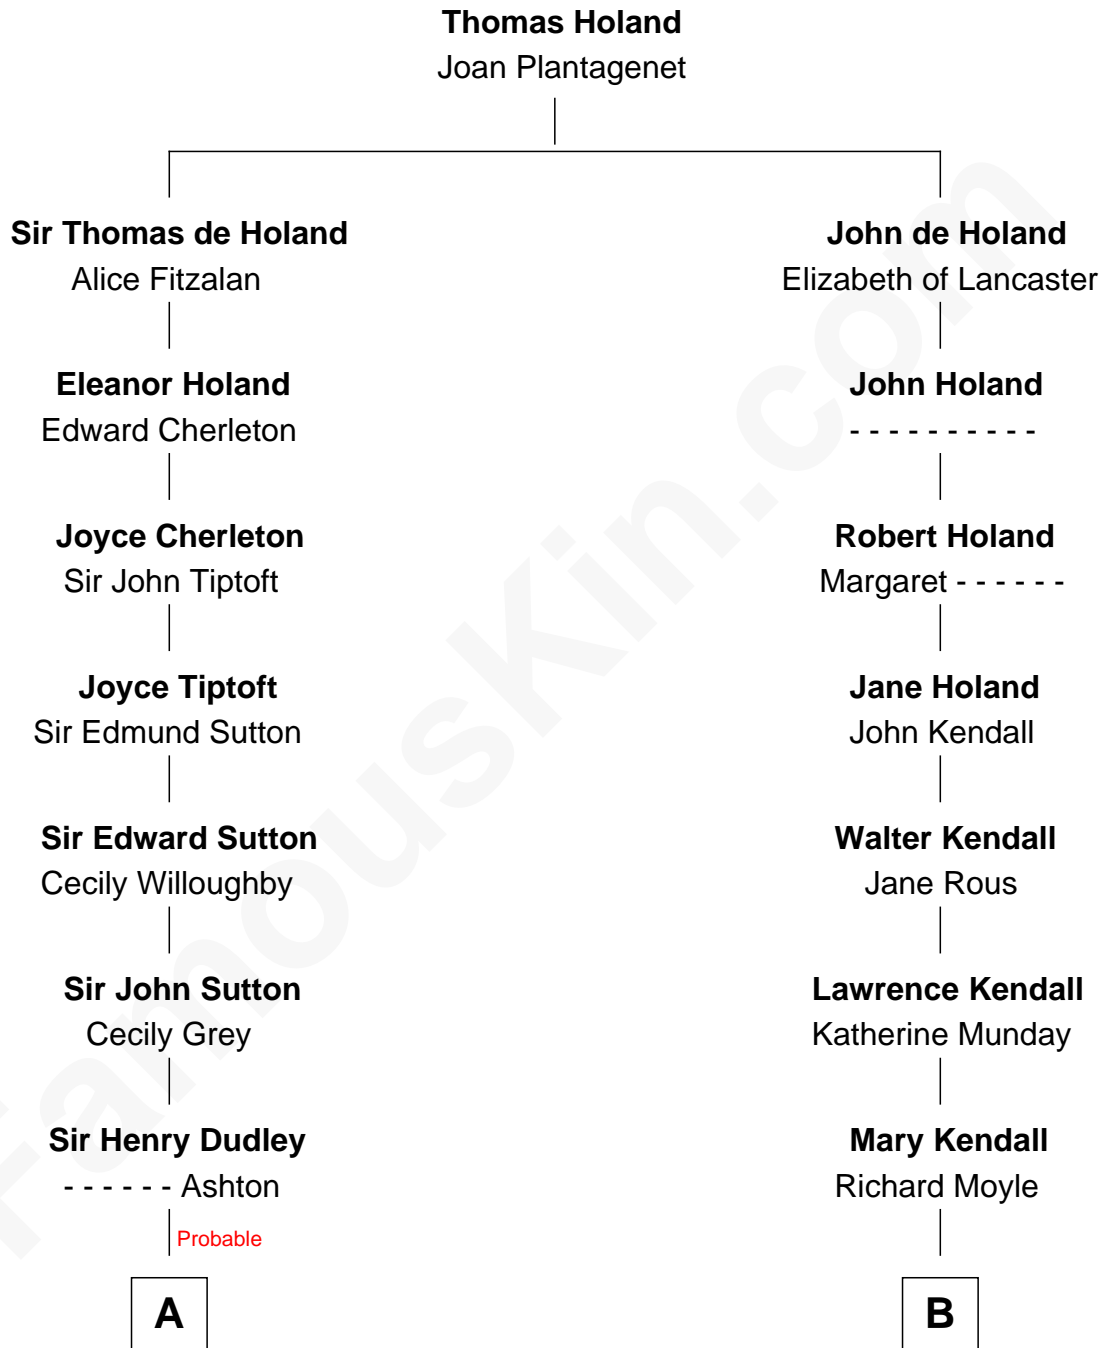 Thomas Holand
Joan Plantagenet
Sir Thomas de Holand
Alice Fitzalan
John de Holand
Elizabeth of Lancaster
Eleanor Holand
Edward Cherleton
John Holand
- - - - - - - - - -
Joyce Cherleton
Sir John Tiptoft
Robert Holand
Margaret - - - - - -
Joyce Tiptoft
Sir Edmund Sutton
Jane Holand
John Kendall
Sir Edward Sutton
Cecily Willoughby
Walter Kendall
Jane Rous
Sir John Sutton
Cecily Grey
Lawrence Kendall
Katherine Munday
Sir Henry Dudley
- - - - - - Ashton
Mary Kendall
Richard Moyle
Probable
A
B
FamousKin.com